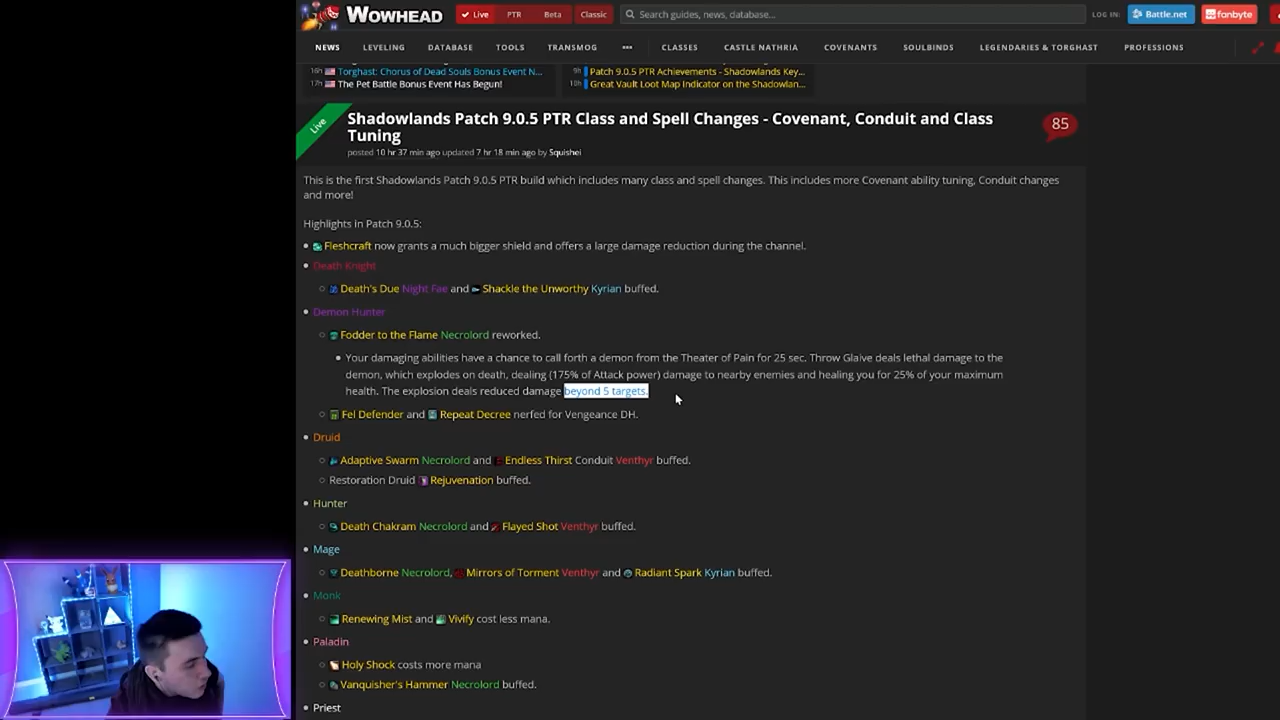 WOWHEAD
Live PTR Beta Classic
Search guides, news, database...
LOG IN: Battle.net fanbyte
NEWS LEVELING DATABASE TOOLS TRANSMOG ••• CLASSES CASTLE NATHRIA COVENANTS SOULBINDS LEGENDARIES & TORGHAST PROFESSIONS
16h Torghast: Chorus of Dead Souls Bonus Event N...
17h The Pet Battle Bonus Event Has Begun!
9h Patch 9.0.5 PTR Achievements - Shadowlands Key...
10h Great Vault Loot Map Indicator on the Shadowlan...
Live
Shadowlands Patch 9.0.5 PTR Class and Spell Changes - Covenant, Conduit and Class
Tuning
85
posted 10 hr 37 min ago updated 7 hr 18 min ago by Squishei
This is the first Shadowlands Patch 9.0.5 PTR build which includes many class and spell changes. This includes more Covenant ability tuning, Conduit changes
and more!
Highlights in Patch 9.0.5:
• Fleshcraft now grants a much bigger shield and offers a large damage reduction during the channel.
• Death Knight
○ Death's Due Night Fae and Shackle the Unworthy Kyrian buffed.
• Demon Hunter
○ Fodder to the Flame Necrolord reworked.
• Your damaging abilities have a chance to call forth a demon from the Theater of Pain for 25 sec. Throw Glaive deals lethal damage to the
demon, which explodes on death, dealing (175% of Attack power) damage to nearby enemies and healing you for 25% of your maximum
health. The explosion deals reduced damage beyond 5 targets.
○ Fel Defender and Repeat Decree nerfed for Vengeance DH.
• Druid
○ Adaptive Swarm Necrolord and Endless Thirst Conduit Venthyr buffed.
○ Restoration Druid Rejuvenation buffed.
• Hunter
○ Death Chakram Necrolord and Flayed Shot Venthyr buffed.
• Mage
○ Deathborne Necrolord, Mirrors of Torment Venthyr and Radiant Spark Kyrian buffed.
• Monk
○ Renewing Mist and Vivify cost less mana.
• Paladin
○ Holy Shock costs more mana
○ Vanquisher's Hammer Necrolord buffed.
• Priest